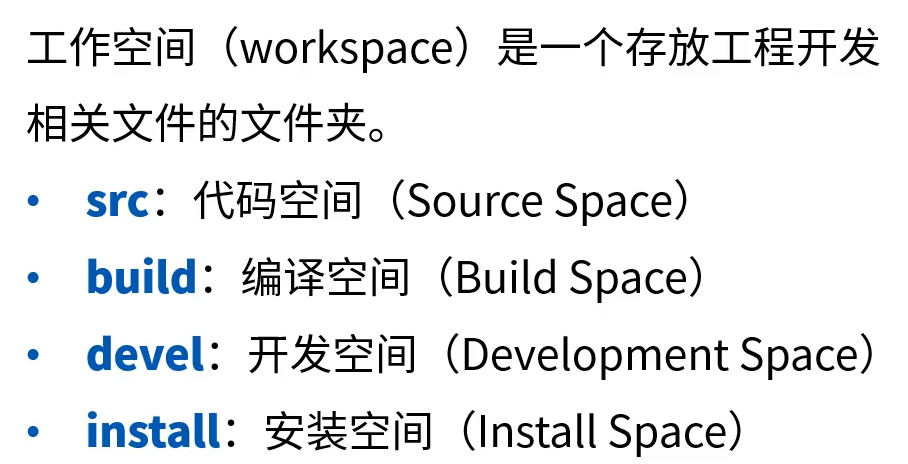 工作空间（workspace）是一个存放工程开发
相关文件的文件夹。
• src：代码空间（Source Space）
• build：编译空间（Build Space）
• devel：开发空间（Development Space）
• install：安装空间（Install Space）